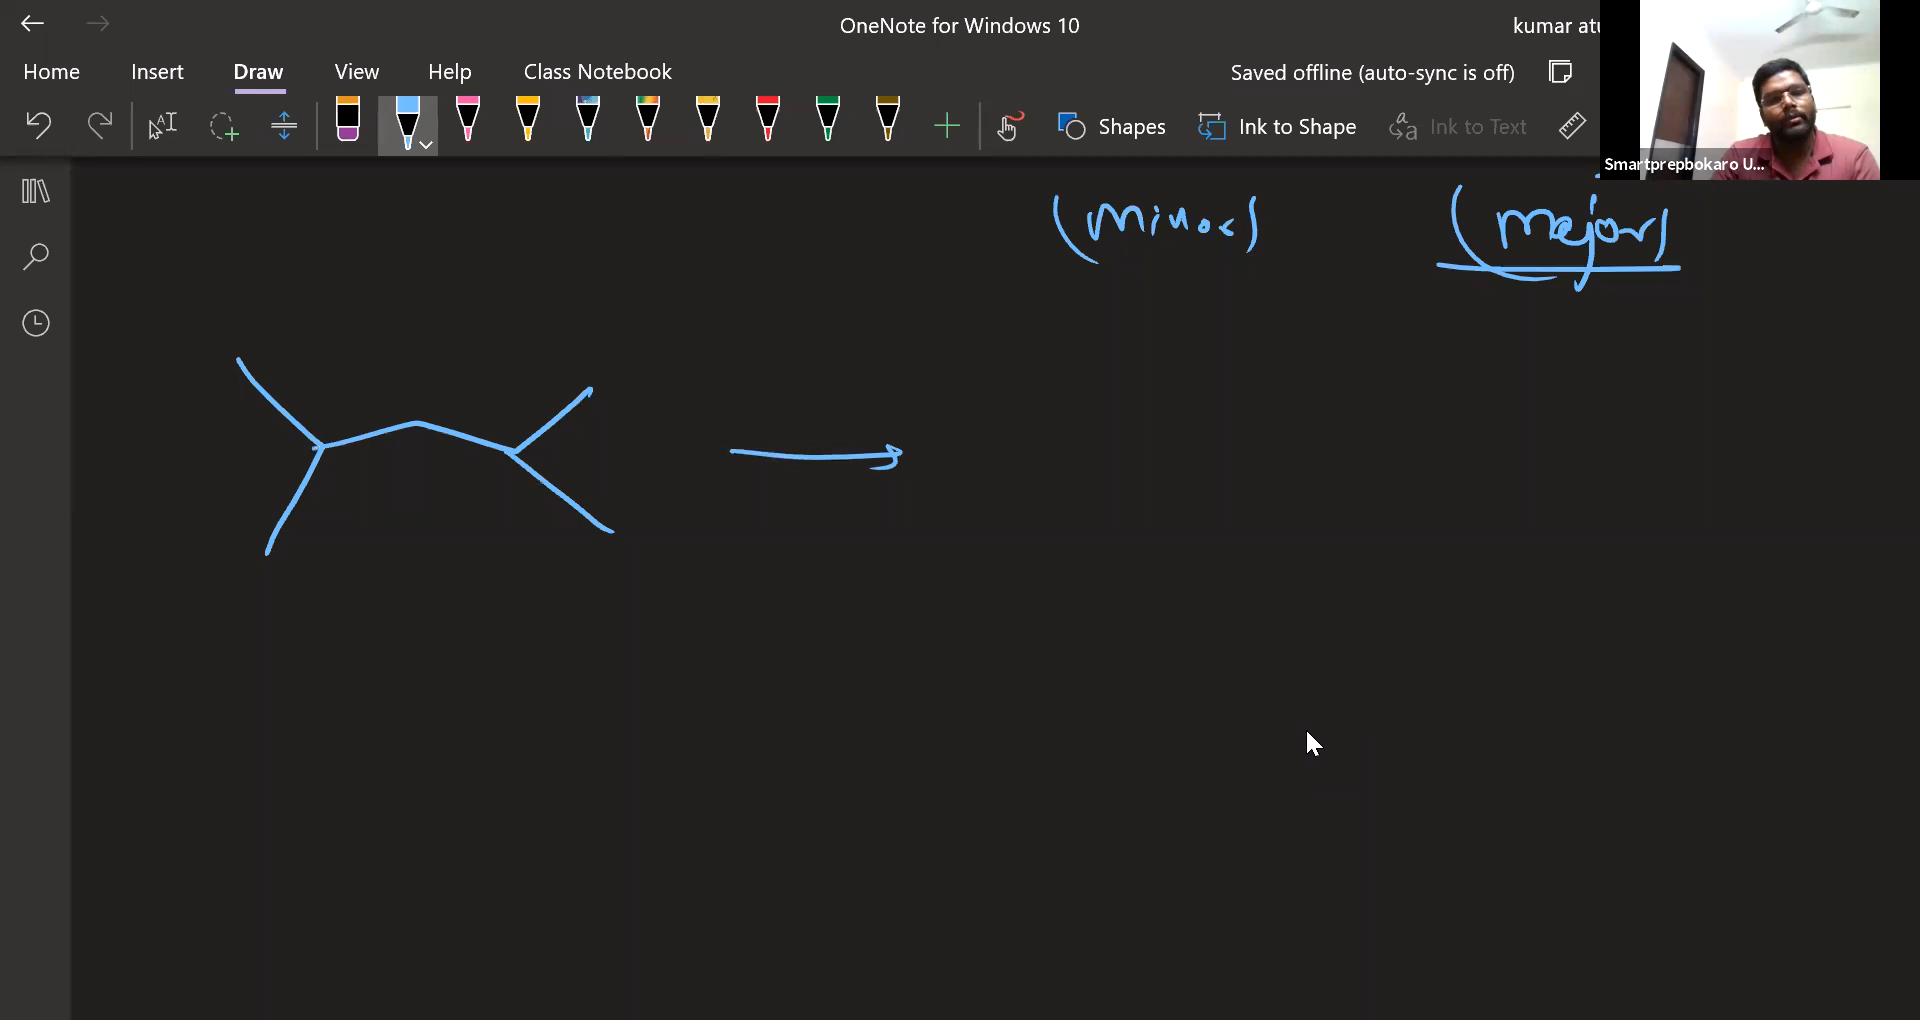 OneNote for Windows 10
kumar atu
Home Insert Draw View Help Class Notebook
Saved offline (auto-sync is off)
Shapes Ink to Shape Ink to Text
Smartprepbokaro U...
(minor) (major)